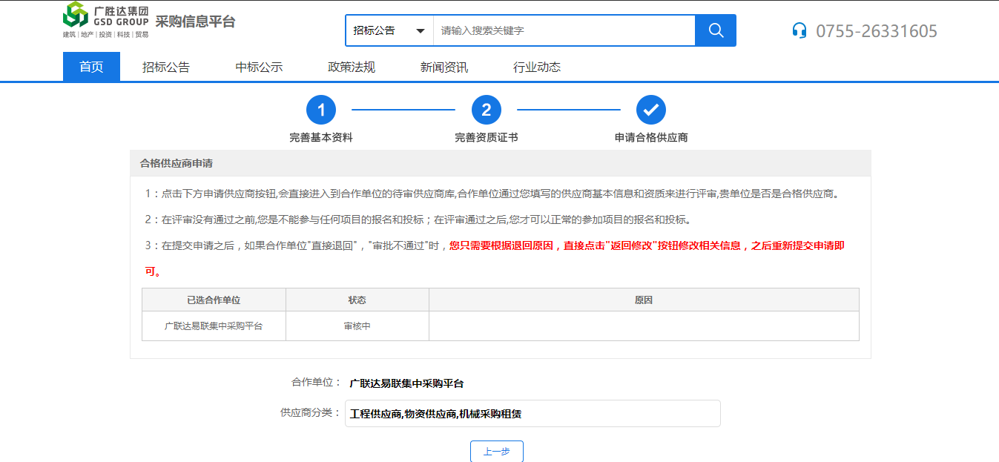 广胜达集团
GSD GROUP
建筑｜地产｜投资｜科技｜贸易
采购信息平台
招标公告
请输入搜索关键字
0755-26331605
首页 招标公告 中标公示 政策法规 新闻资讯 行业动态
1 2
完善基本资料 完善资质证书 申请合格供应商
合格供应商申请
1：点击下方申请供应商按钮,会直接进入到合作单位的待审供应商库,合作单位通过您填写的供应商基本信息和资质来进行评审,贵单位是否是合格供应商。
2：在评审没有通过之前,您是不能参与任何项目的报名和投标；在评审通过之后,您才可以正常的参加项目的报名和投标。
3：在提交申请之后，如果合作单位"直接退回"，"审批不通过"时，您只需要根据退回原因，直接点击"返回修改"按钮修改相关信息，之后重新提交申请即
可。
已选合作单位 状态 原因
广联达易联集中采购平台 审核中
合作单位： 广联达易联集中采购平台
供应商分类： 工程供应商,物资供应商,机械采购租赁
上一步